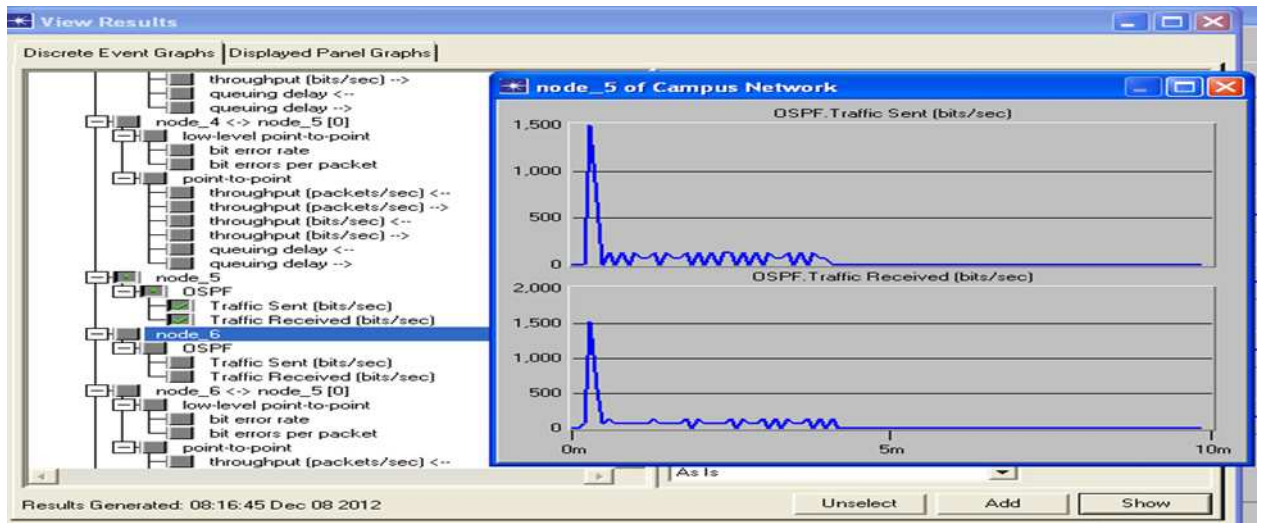 View Results
Discrete Event Graphs
Displayed Panel Graphs
throughput (bits/sec) -->
queuing delay <--
queuing delay -->
node_4 <-> node_5 [0]
low-level point-to-point
bit error rate
bit errors per packet
point-to-point
throughput (packets/sec) <--
throughput (packets/sec) -->
throughput (bits/sec) <--
throughput (bits/sec) -->
queuing delay <--
queuing delay -->
node_5
OSPF
Traffic Sent (bits/sec)
Traffic Received (bits/sec)
node_6
OSPF
Traffic Sent (bits/sec)
Traffic Received (bits/sec)
node_6 <-> node_5 [0]
low-level point-to-point
bit error rate
bit errors per packet
point-to-point
throughput (packets/sec) <--
node_5 of Campus Network
OSPF.Traffic Sent (bits/sec)
1,500
1,000
500
0
OSPF.Traffic Received (bits/sec)
2,000
1,500
1,000
500
0
0m
5m
10m
As Is
Results Generated: 08:16:45 Dec 08 2012
Unselect
Add
Show